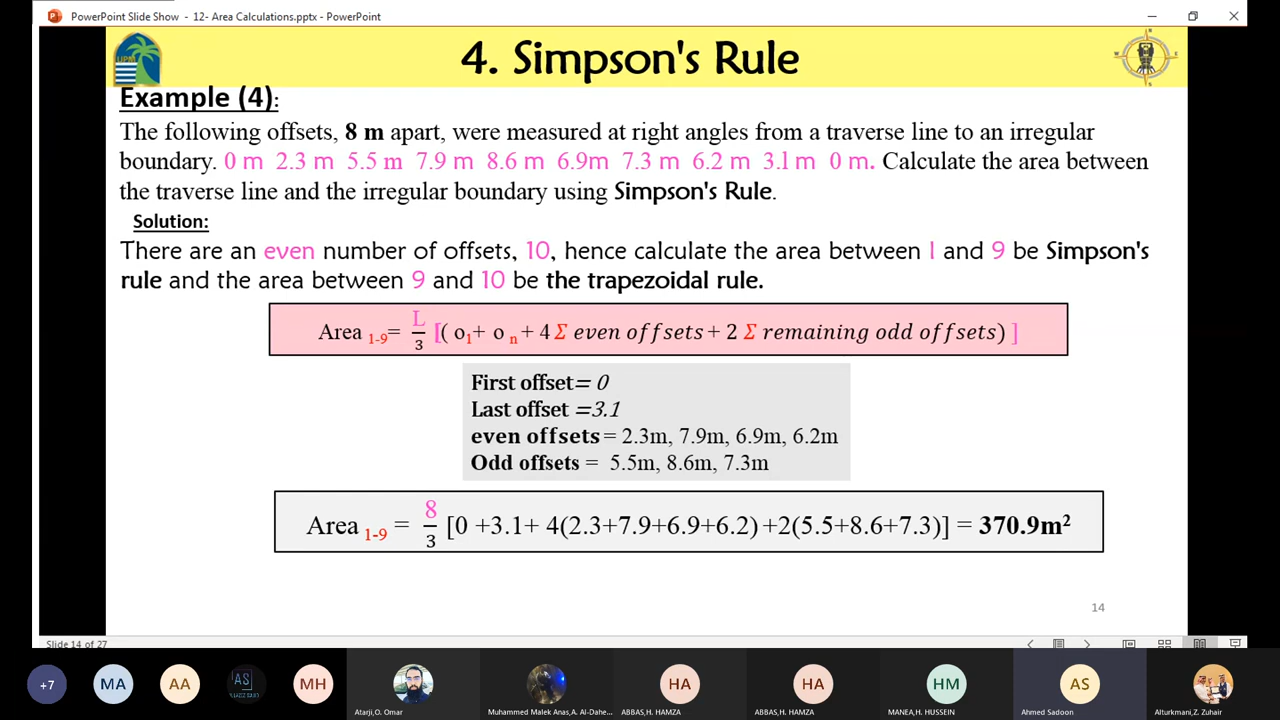 PowerPoint Slide Show - 12- Area Calculations.pptx - PowerPoint
UPM
4. Simpson's Rule
N
W E
S
Example (4):
The following offsets, 8 m apart, were measured at right angles from a traverse line to an irregular
boundary. 0 m 2.3 m 5.5 m 7.9 m 8.6 m 6.9m 7.3 m 6.2 m 3.1 m 0 m. Calculate the area between
the traverse line and the irregular boundary using Simpson's Rule.
Solution:
There are an even number of offsets, 10, hence calculate the area between 1 and 9 be Simpson's
rule and the area between 9 and 10 be the trapezoidal rule.
Area 1-9= L/3 [( o1+ o n + 4 Σ even offsets + 2 Σ remaining odd offsets) ]
First offset= 0
Last offset =3.1
even offsets = 2.3m, 7.9m, 6.9m, 6.2m
Odd offsets = 5.5m, 8.6m, 7.3m
Area 1-9 = 8/3 [0 +3.1+ 4(2.3+7.9+6.9+6.2) +2(5.5+8.6+7.3)] = 370.9m²
14
Slide 14 of 27
+7 MA AA AS MH HA HA HM AS
Atarji,O. Omar Muhammed Malek Anas,A. Al-Dahe... ABBAS,H. HAMZA ABBAS,H. HAMZA MANEA,H. HUSSEIN Ahmed Sadoon Alturkmani,Z. Zuhair